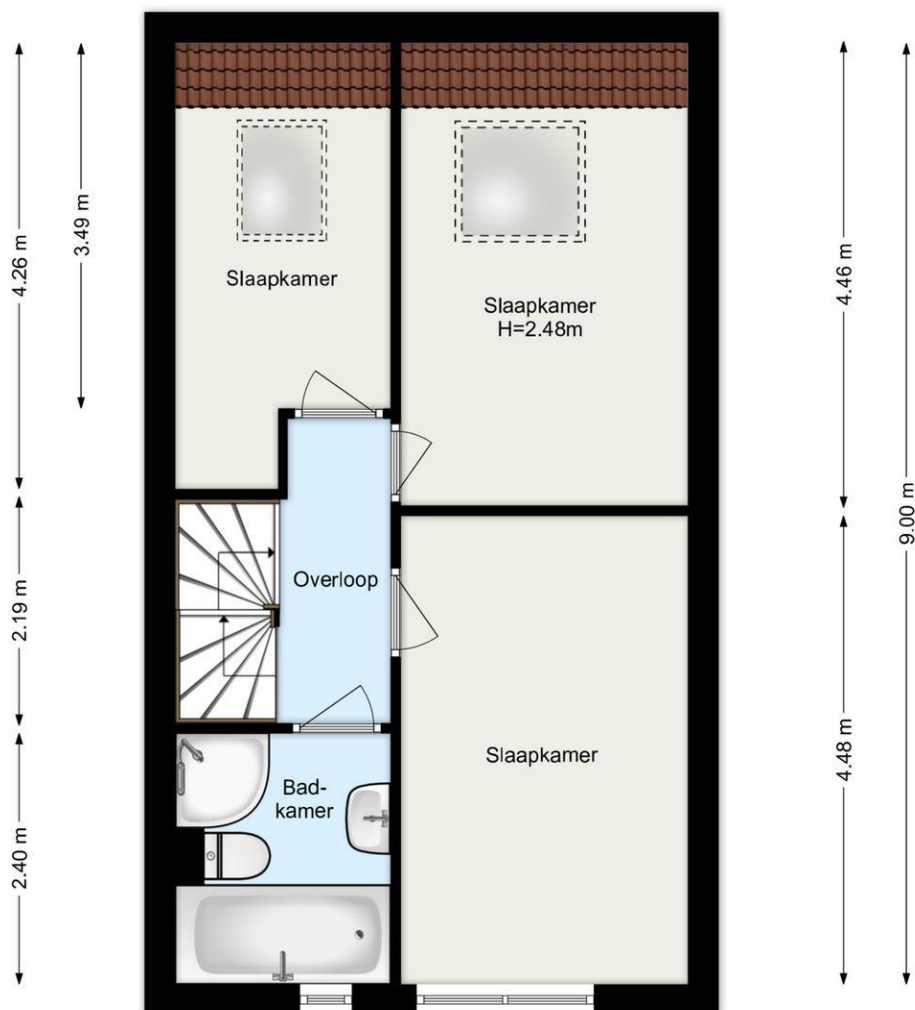 4.26 m
3.49 m
4.46 m
9.00 m
Slaapkamer
Slaapkamer
H=2.48m
2.19 m
Overloop
4.48 m
Slaapkamer
2.40 m
Bad-
kamer